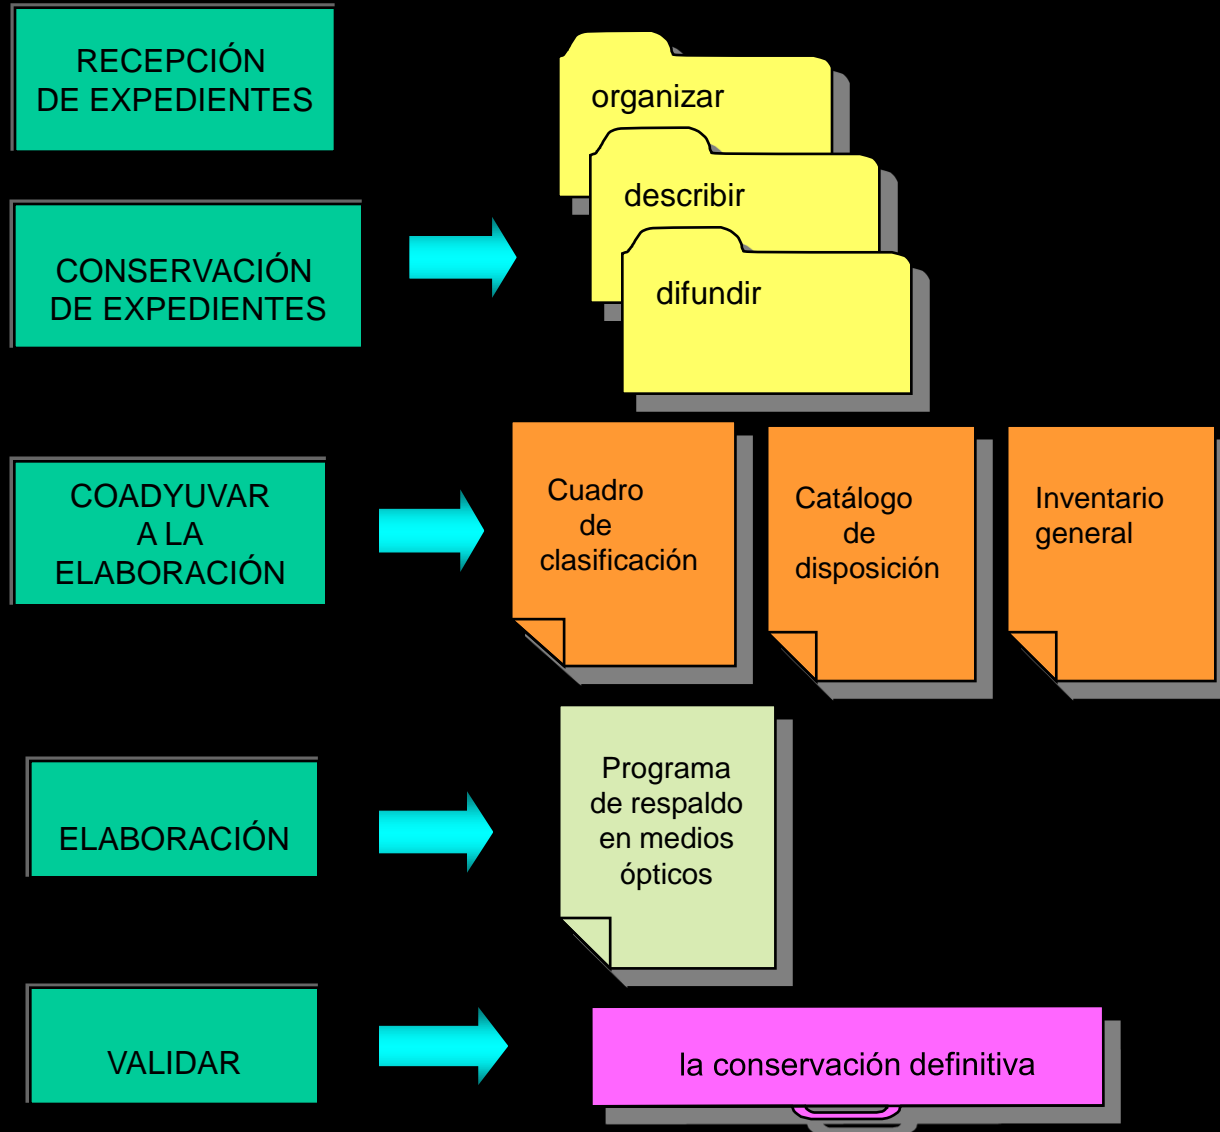 RECEPCIÓN
DE EXPEDIENTES
organizar
describir
difundir
CONSERVACIÓN
DE EXPEDIENTES
COADYUVAR
A LA
ELABORACIÓN
Cuadro
de
clasificación
Catálogo
de
disposición
Inventario
general
ELABORACIÓN
Programa
de respaldo
en medios
ópticos
VALIDAR
la conservación definitiva